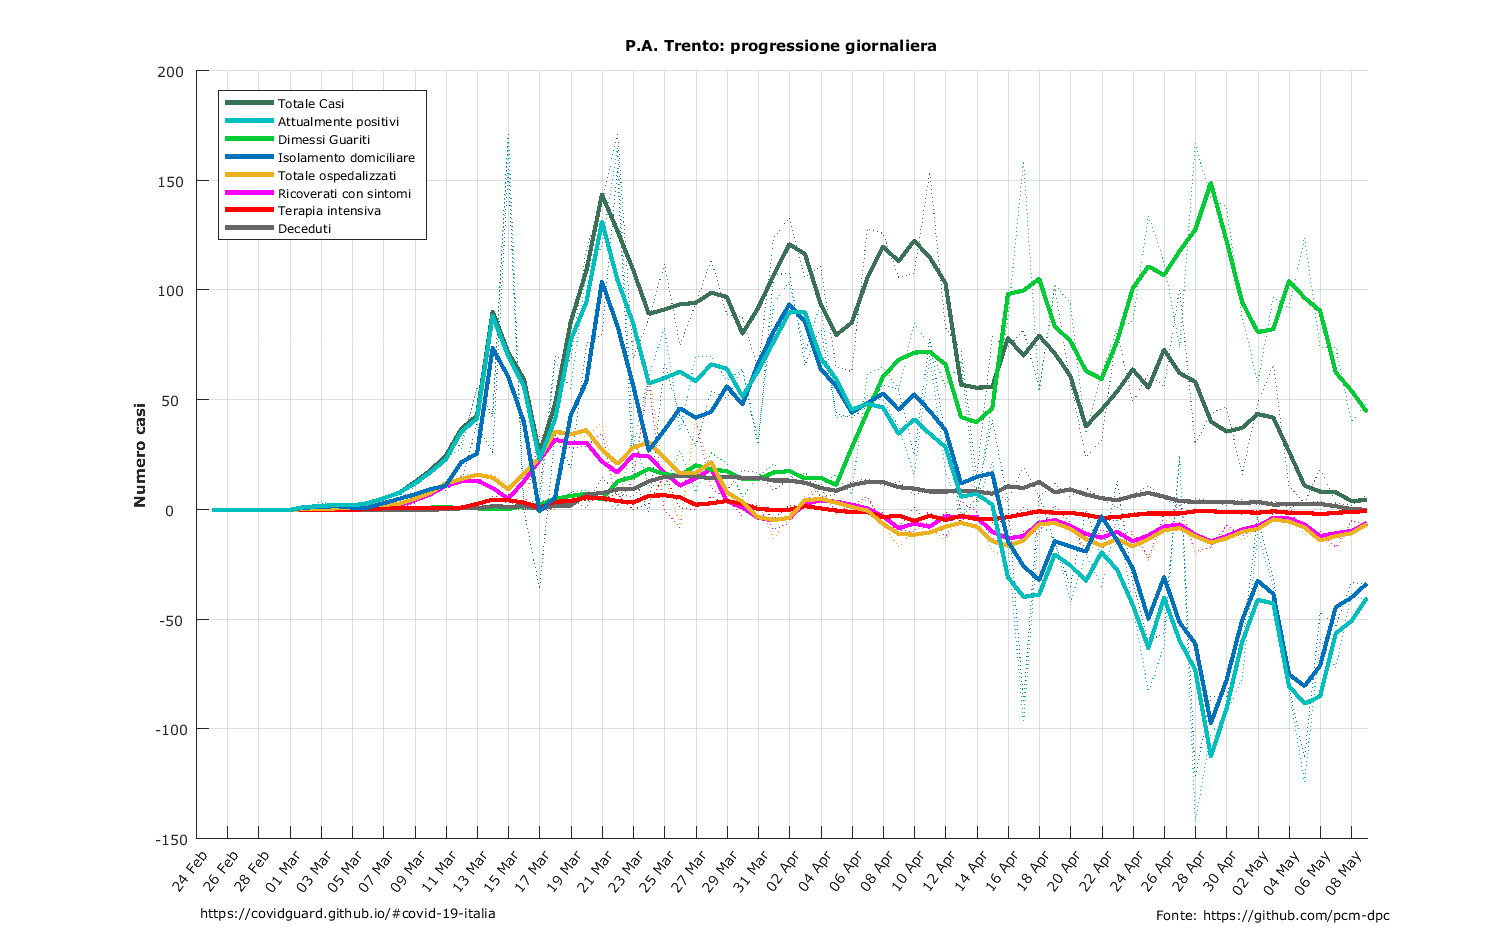 P.A. Trento: progressione giornaliera
200
150
100
50
0
-50
-100
-150
Numero casi
Totale Casi
Attualmente positivi
Dimessi Guariti
Isolamento domiciliare
Totale ospedalizzati
Ricoverati con sintomi
Terapia intensiva
Deceduti
24 Feb
26 Feb
28 Feb
01 Mar
03 Mar
05 Mar
07 Mar
09 Mar
11 Mar
13 Mar
15 Mar
17 Mar
19 Mar
21 Mar
23 Mar
25 Mar
27 Mar
29 Mar
31 Mar
02 Apr
04 Apr
06 Apr
08 Apr
10 Apr
12 Apr
14 Apr
16 Apr
18 Apr
20 Apr
22 Apr
24 Apr
26 Apr
28 Apr
30 Apr
02 May
04 May
06 May
08 May
https://covidguard.github.io/#covid-19-italia
Fonte: https://github.com/pcm-dpc